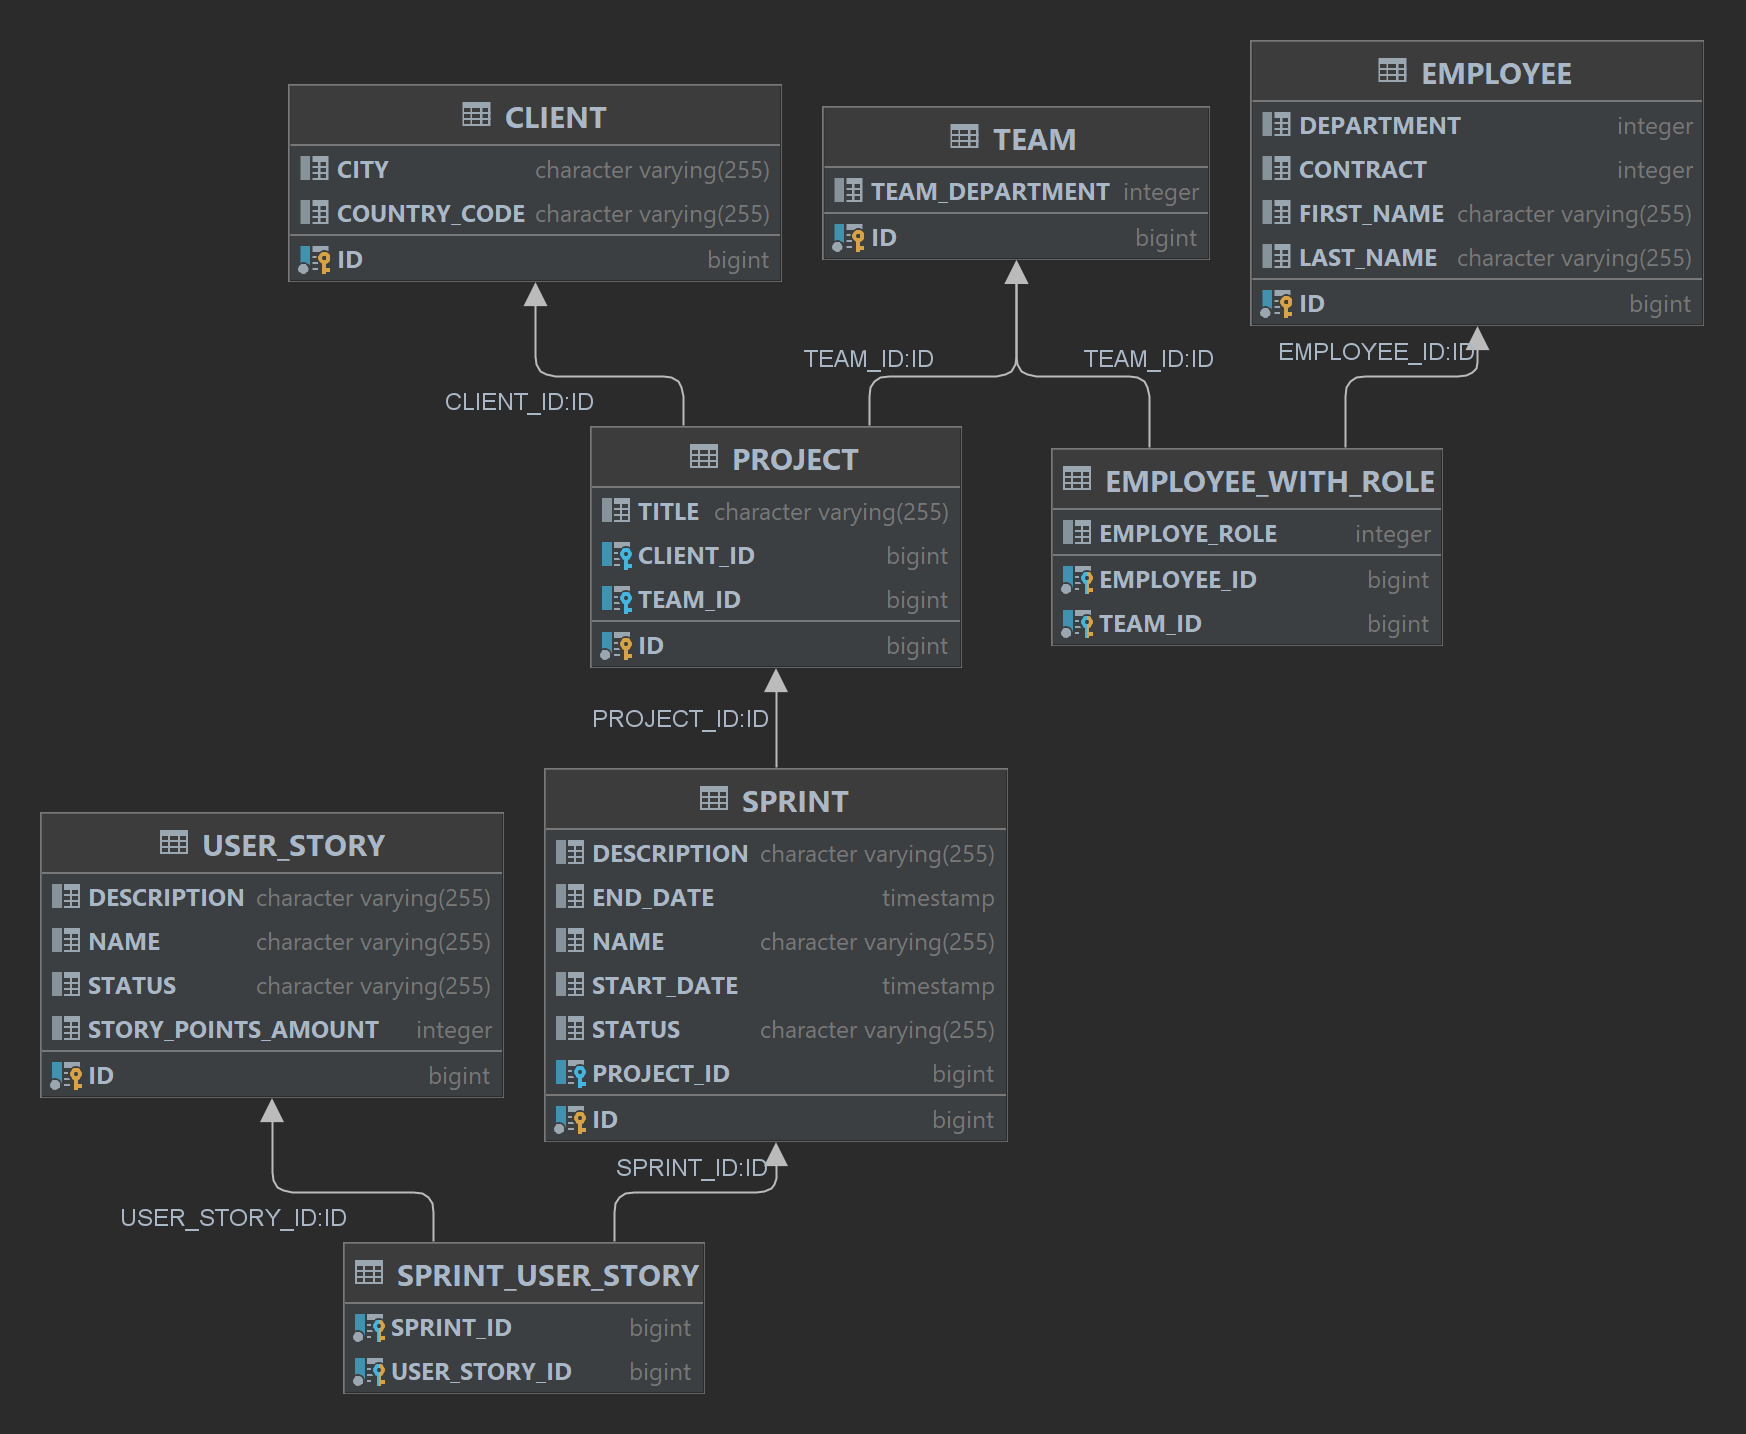 CLIENT
CITY character varying(255)
COUNTRY_CODE character varying(255)
ID bigint
TEAM
TEAM_DEPARTMENT integer
ID bigint
EMPLOYEE
DEPARTMENT integer
CONTRACT integer
FIRST_NAME character varying(255)
LAST_NAME character varying(255)
ID bigint
CLIENT_ID:ID
TEAM_ID:ID
TEAM_ID:ID
EMPLOYEE_ID:ID
PROJECT
TITLE character varying(255)
CLIENT_ID bigint
TEAM_ID bigint
ID bigint
EMPLOYEE_WITH_ROLE
EMPLOYE_ROLE integer
EMPLOYEE_ID bigint
TEAM_ID bigint
PROJECT_ID:ID
USER_STORY
DESCRIPTION character varying(255)
NAME character varying(255)
STATUS character varying(255)
STORY_POINTS_AMOUNT integer
ID bigint
SPRINT
DESCRIPTION character varying(255)
END_DATE timestamp
NAME character varying(255)
START_DATE timestamp
STATUS character varying(255)
PROJECT_ID bigint
ID bigint
USER_STORY_ID:ID
SPRINT_ID:ID
SPRINT_USER_STORY
SPRINT_ID bigint
USER_STORY_ID bigint